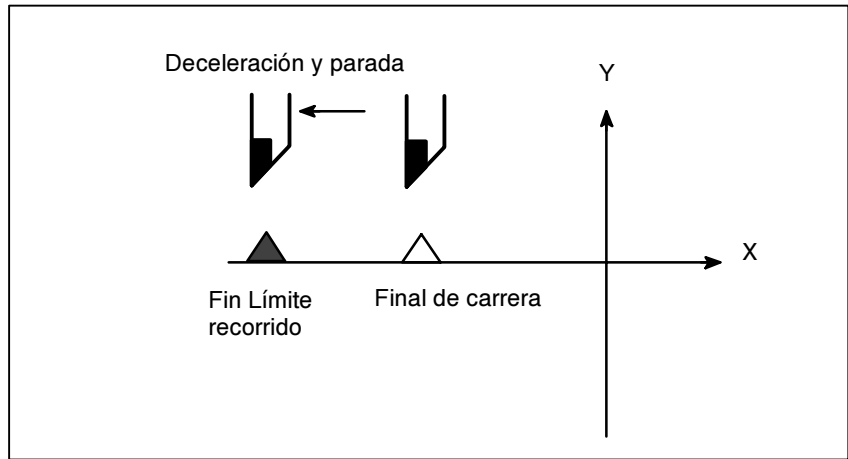 Deceleración y parada
Y
X
Fin Límite
recorrido
Final de carrera